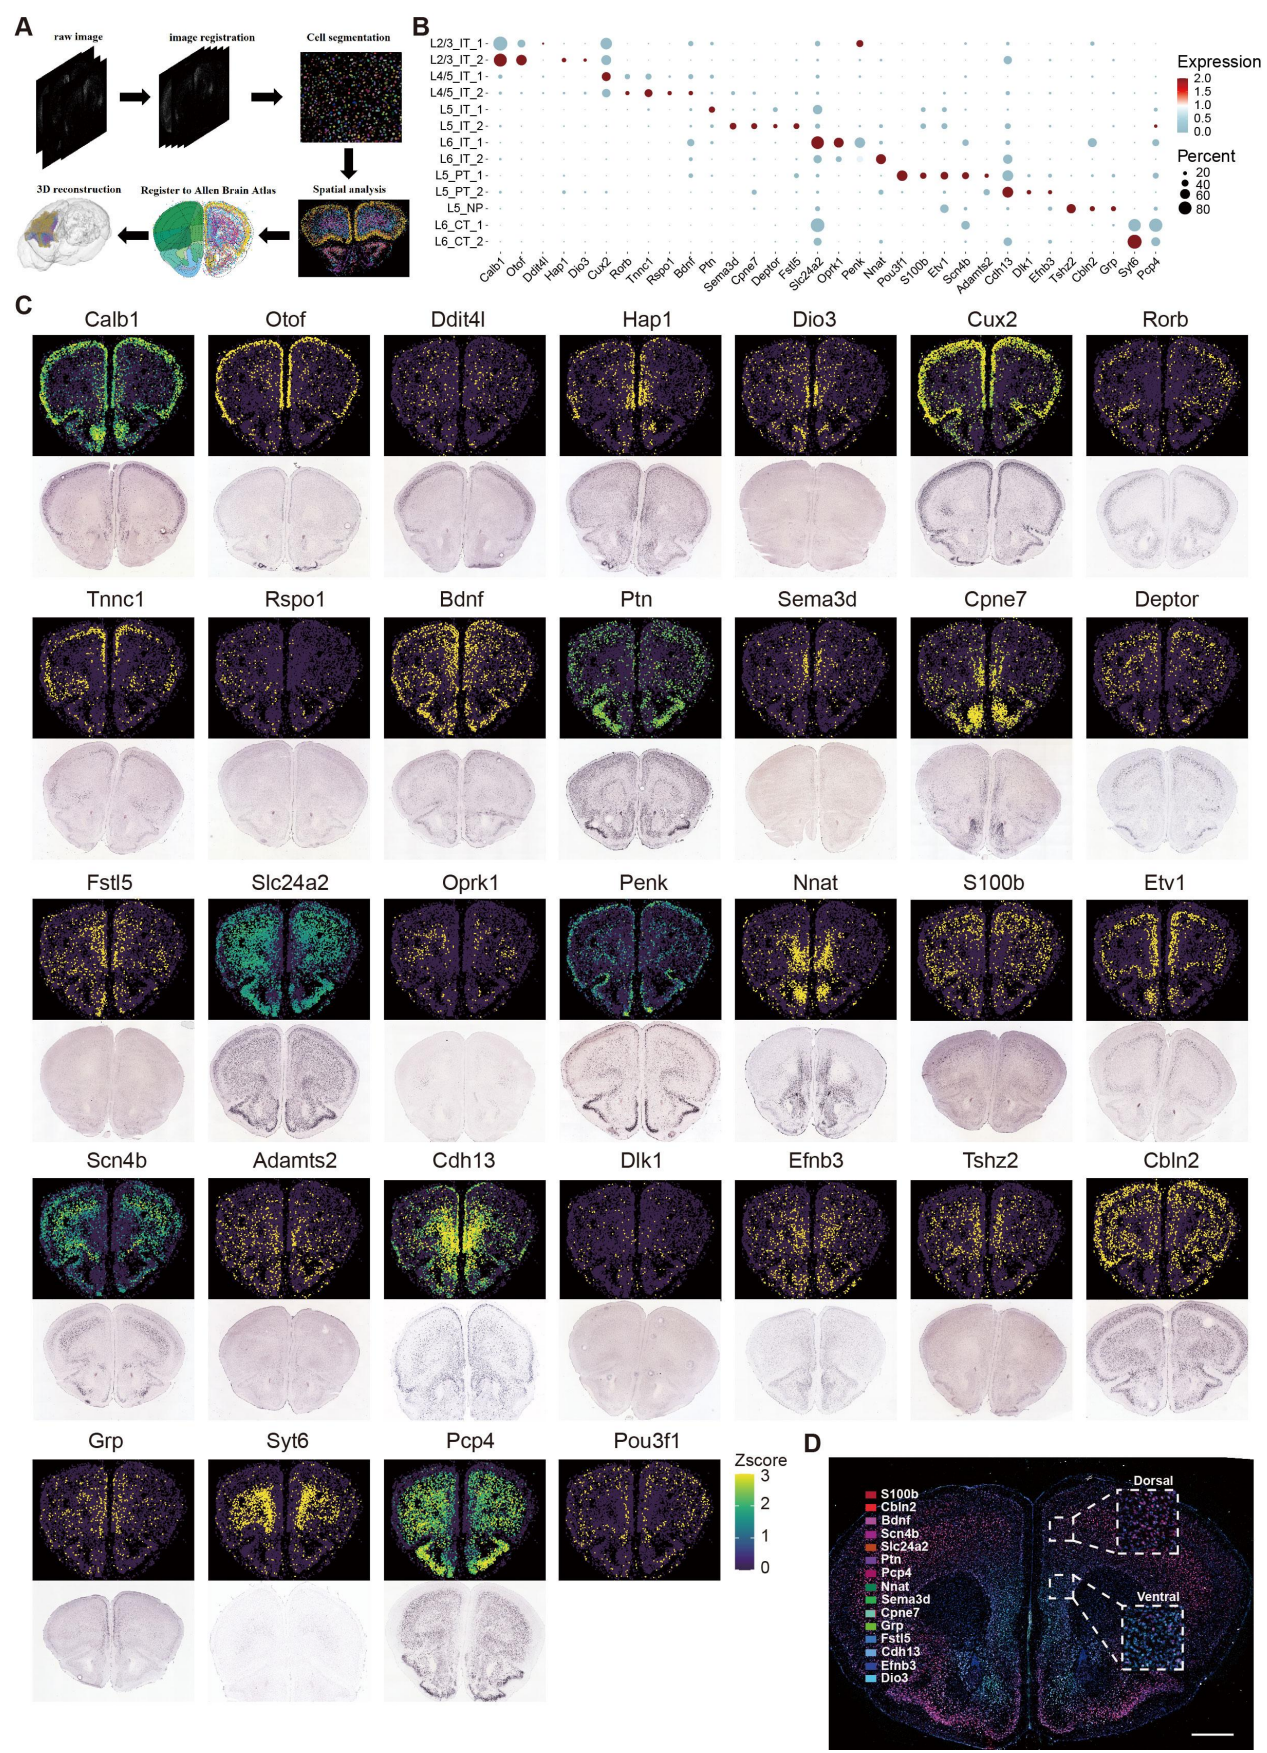 A
raw image
image registration
Cell segmentation
3D reconstruction
Register to Allen Brain Atlas
Spatial analysis
B
L2/3_IT_1
L2/3_IT_2
L4/5_IT_1
L4/5_IT_2
L5_IT_1
L5_IT_2
L6_IT_1
L6_IT_2
L5_PT_1
L5_PT_2
L5_NP
L6_CT_1
L6_CT_2
Calb1 Otof Ddit4l Hap1 Dio3 Cux2 Rorb Tnnc1 Rspo1 Bdnf Ptn Sema3d Cpne7 Deptor Fstl5 Slc24a2 Oprk1 Penk Nnat Pou3f1 S100b Etv1 Scn4b Adamts2 Cdh13 Dlk1 Efnb3 Tshz2 Cbln2 Grp Syt6 Pcp4
Expression
2.0
1.5
1.0
0.5
0.0
Percent
20
40
60
80
C
Calb1 Otof Ddit4l Hap1 Dio3 Cux2 Rorb
Tnnc1 Rspo1 Bdnf Ptn Sema3d Cpne7 Deptor
Fstl5 Slc24a2 Oprk1 Penk Nnat S100b Etv1
Scn4b Adamts2 Cdh13 Dlk1 Efnb3 Tshz2 Cbln2
Grp Syt6 Pcp4 Pou3f1
Zscore
3
2
1
0
D
S100b
Cbln2
Bdnf
Scn4b
Slc24a2
Ptn
Pcp4
Nnat
Sema3d
Cpne7
Grp
Fstl5
Cdh13
Efnb3
Dio3
Dorsal
Ventral